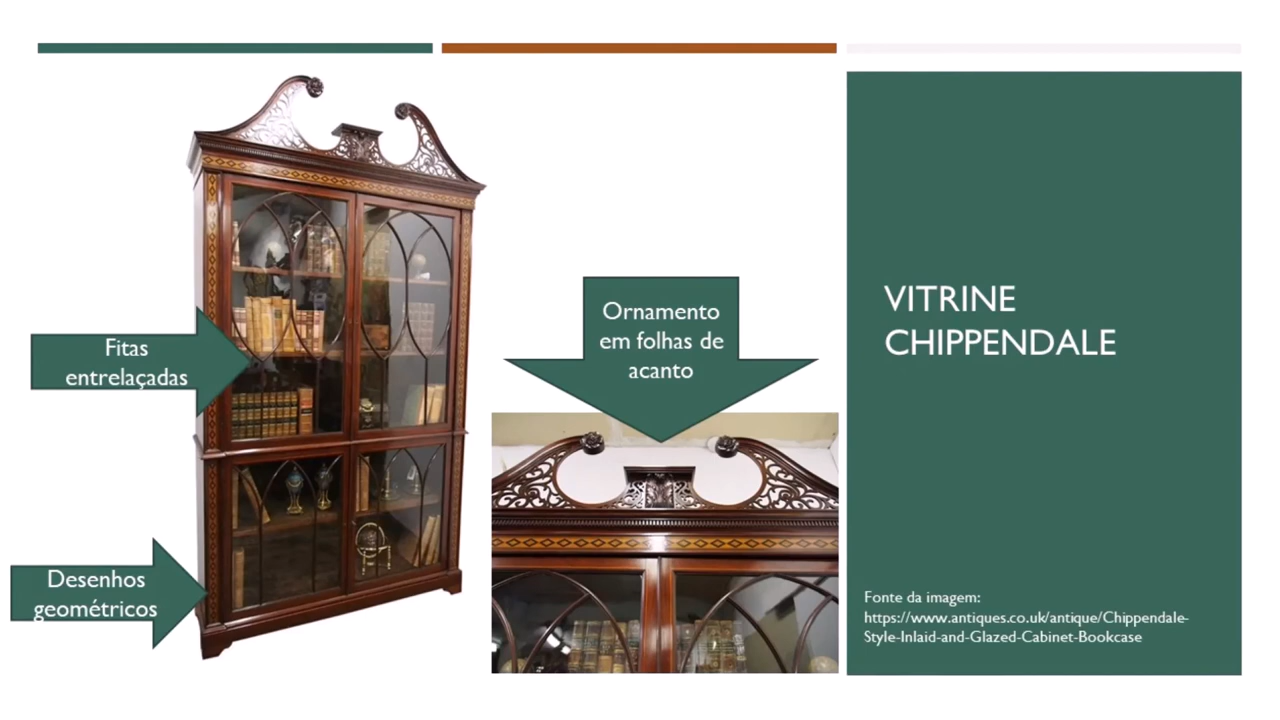 Fitas
entrelaçadas
Desenhos
geométricos
Ornamento
em folhas de
acanto
VITRINE
CHIPPENDALE
Fonte da imagem:
https://www.antiques.co.uk/antique/Chippendale-
Style-Inlaid-and-Glazed-Cabinet-Bookcase